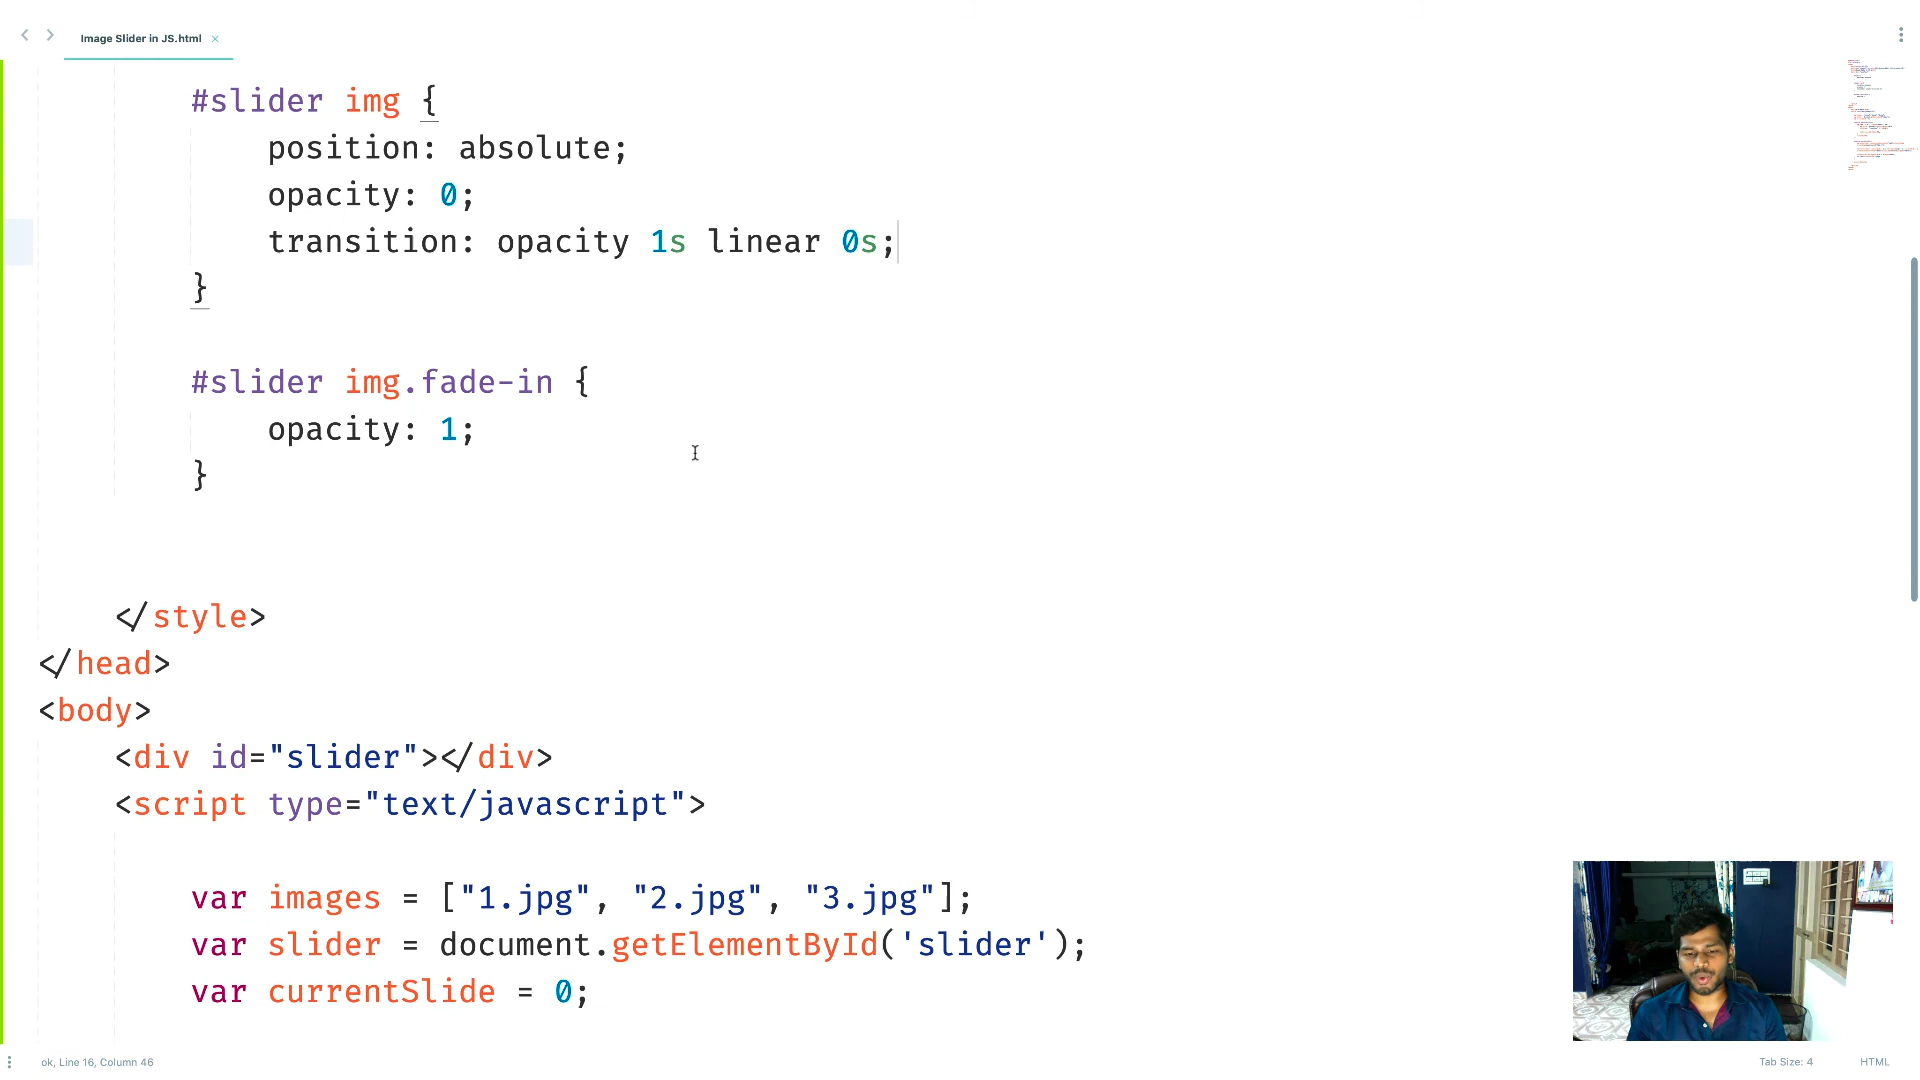 Image Slider in JS.html ×
#slider img {
position: absolute;
opacity: 0;
transition: opacity 1s linear 0s;
}
#slider img.fade-in {
opacity: 1;
}
</style>
</head>
<body>
<div id="slider"></div>
<script type="text/javascript">
var images = ["1.jpg", "2.jpg", "3.jpg"];
var slider = document.getElementById('slider');
var currentSlide = 0;
ok, Line 16, Column 46
Tab Size: 4
HTML